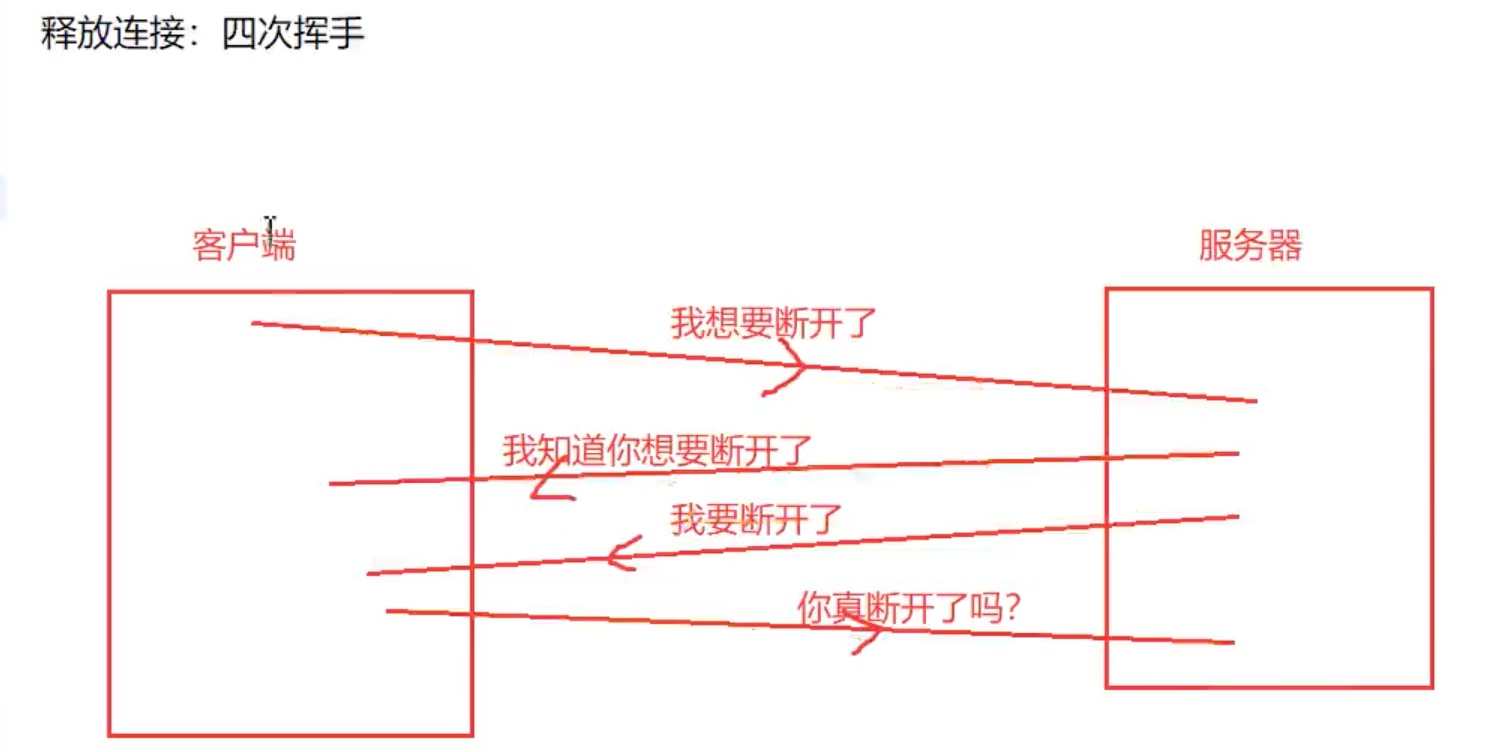 释放连接：四次挥手
客户端
服务器
我想要断开了
我知道你想要断开了
我要断开了
你真断开了吗？